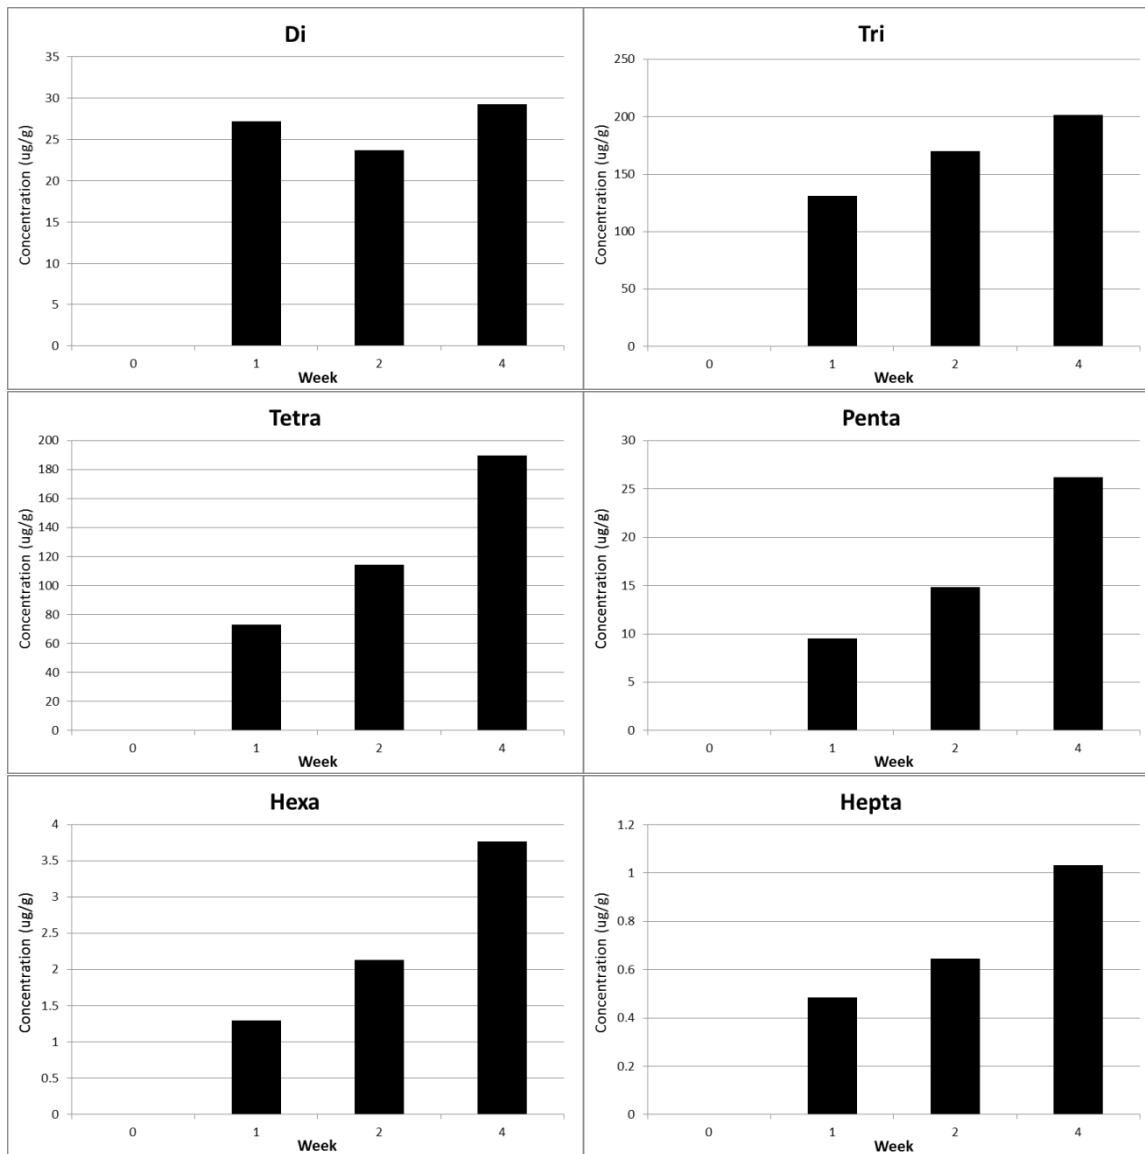 Di
35
30
25
20
15
10
5
0
Concentration (ug/g)
0 1 2 4
Week
Tri
250
200
150
100
50
0
Concentration (ug/g)
0 1 2 4
Week
Tetra
200
180
160
140
120
100
80
60
40
20
0
Concentration (ug/g)
0 1 2 4
Week
Penta
30
25
20
15
10
5
0
Concentration (ug/g)
0 1 2 4
Week
Hexa
4
3.5
3
2.5
2
1.5
1
0.5
0
Concentration (ug/g)
0 1 2 4
Week
Hepta
1.2
1
0.8
0.6
0.4
0.2
0
Concentration (ug/g)
0 1 2 4
Week